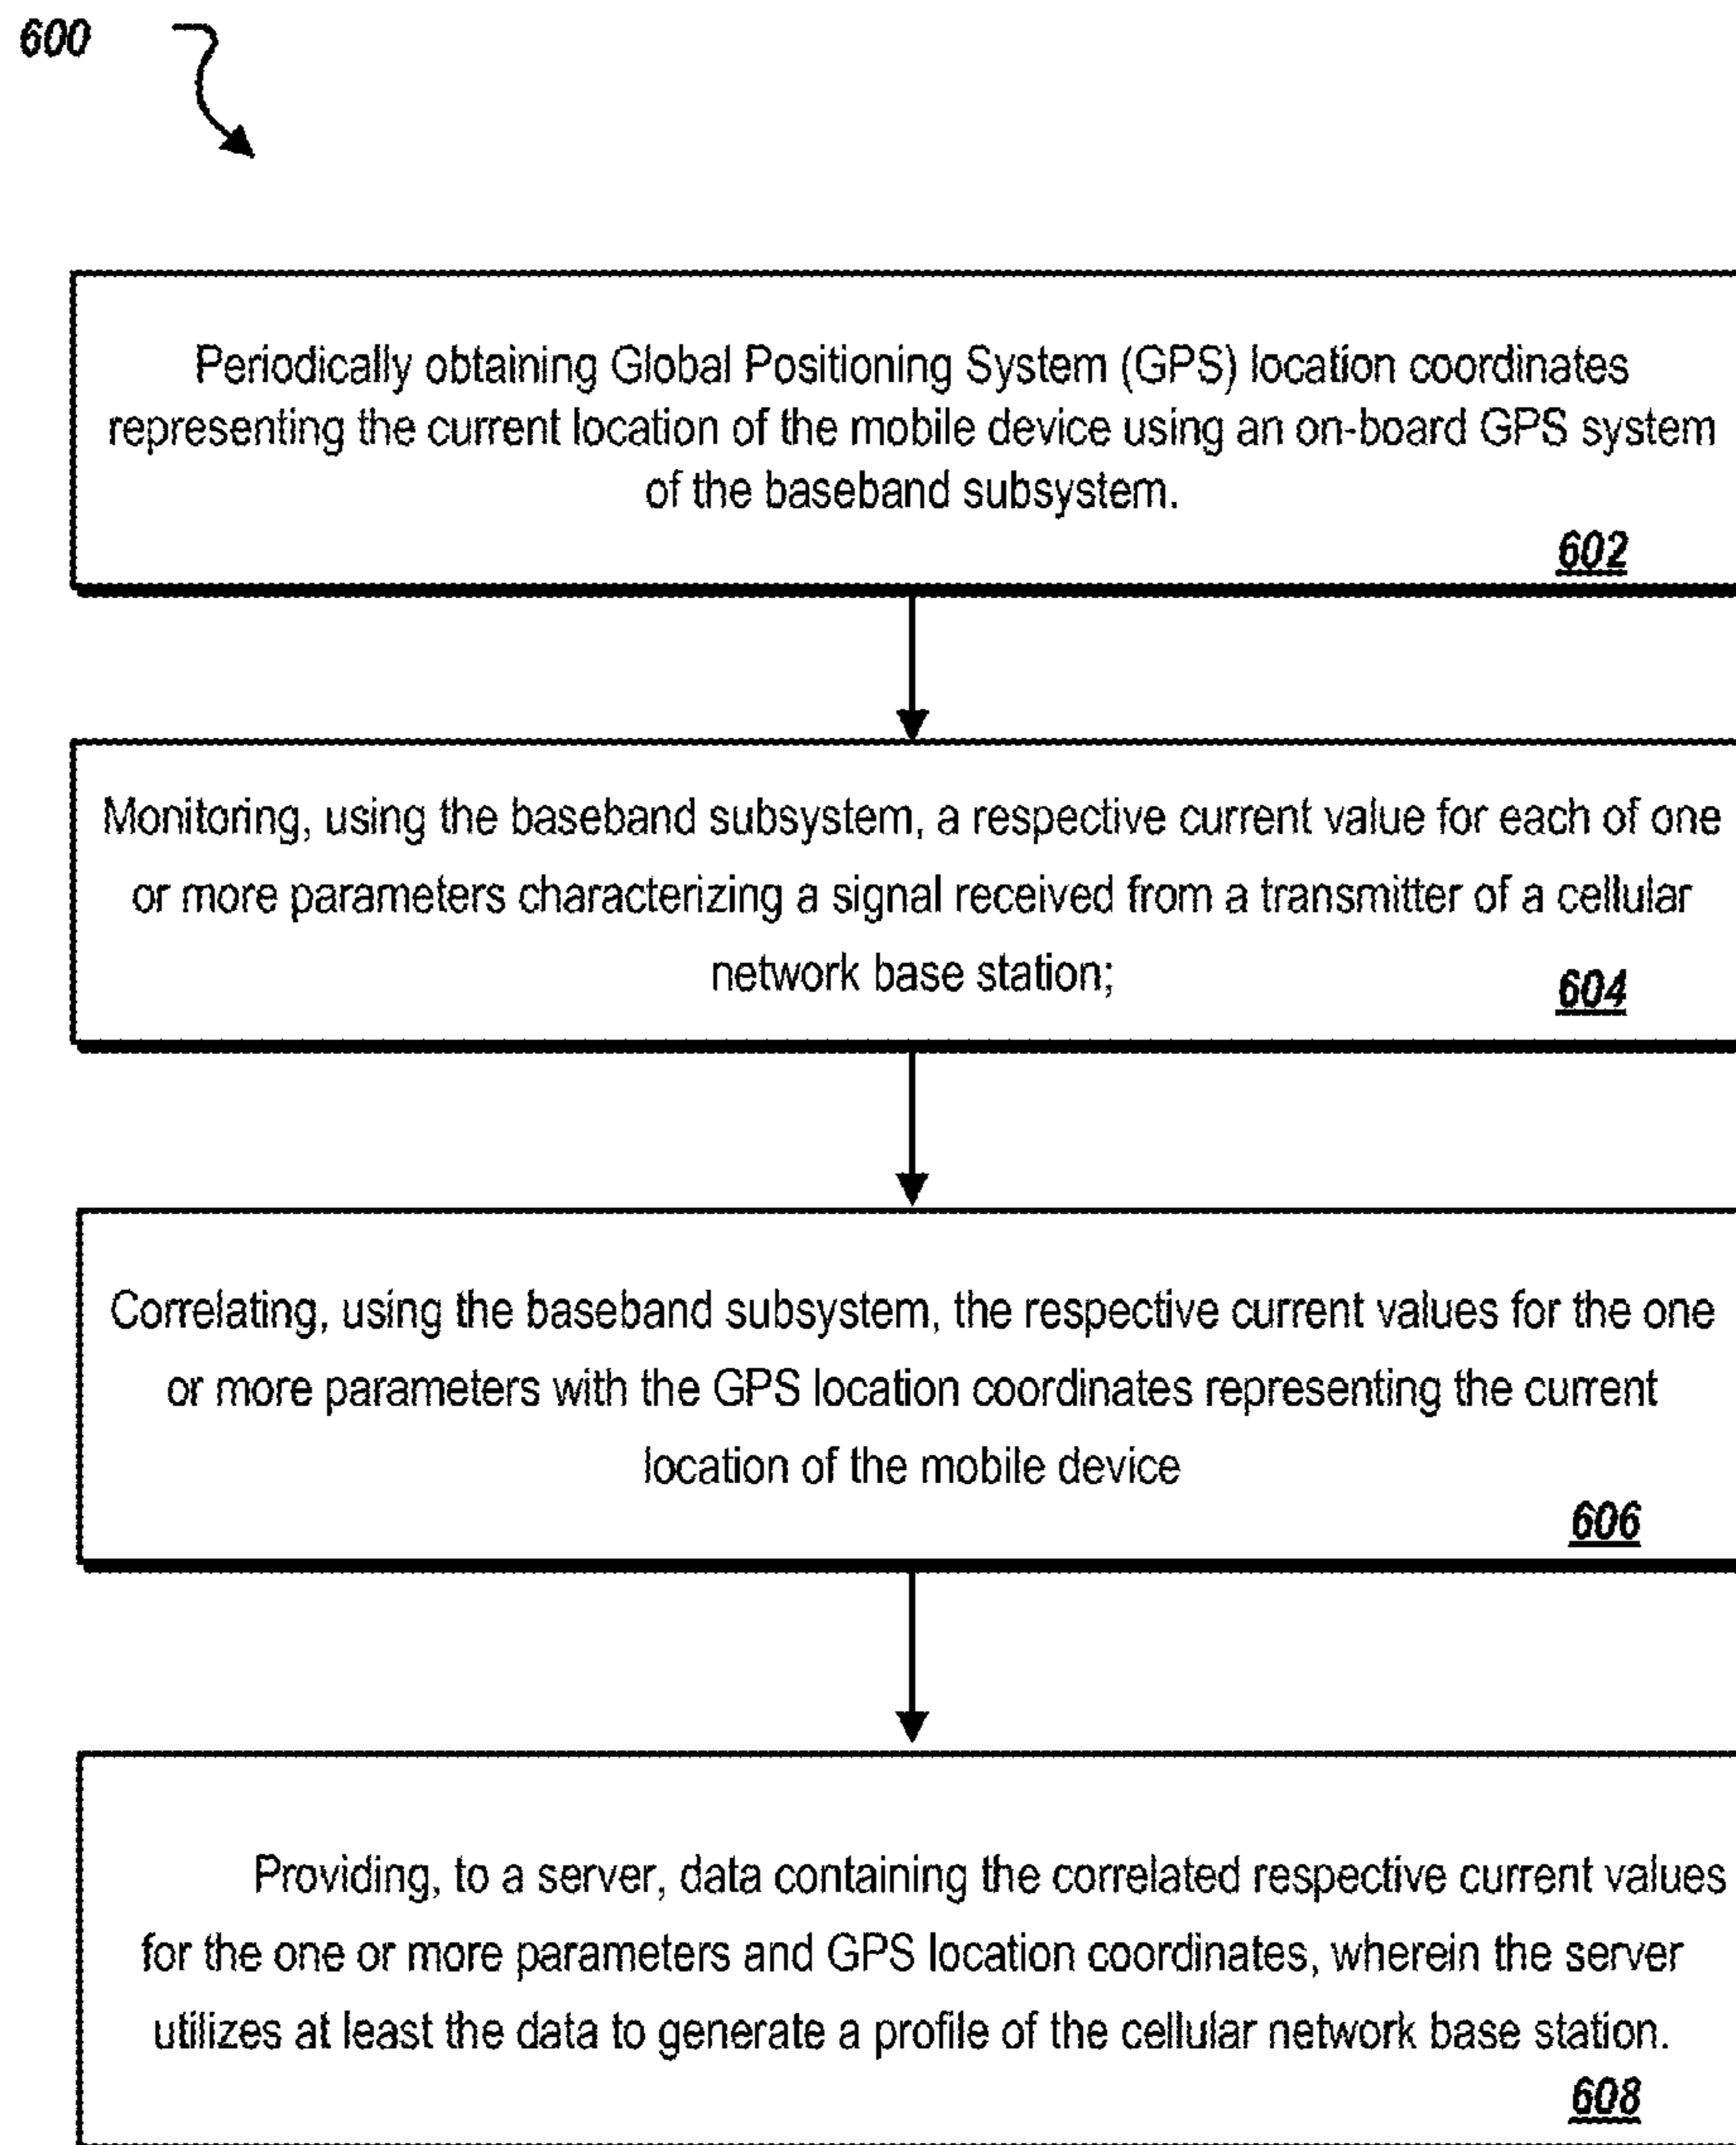 600
Periodically obtaining Global Positioning System (GPS) location coordinates
representing the current location of the mobile device using an on-board GPS system
of the baseband subsystem.
602
Monitoring, using the baseband subsystem, a respective current value for each of one
or more parameters characterizing a signal received from a transmitter of a cellular
network base station;
604
Correlating, using the baseband subsystem, the respective current values for the one
or more parameters with the GPS location coordinates representing the current
location of the mobile device
606
Providing, to a server, data containing the correlated respective current values
for the one or more parameters and GPS location coordinates, wherein the server
utilizes at least the data to generate a profile of the cellular network base station.
608